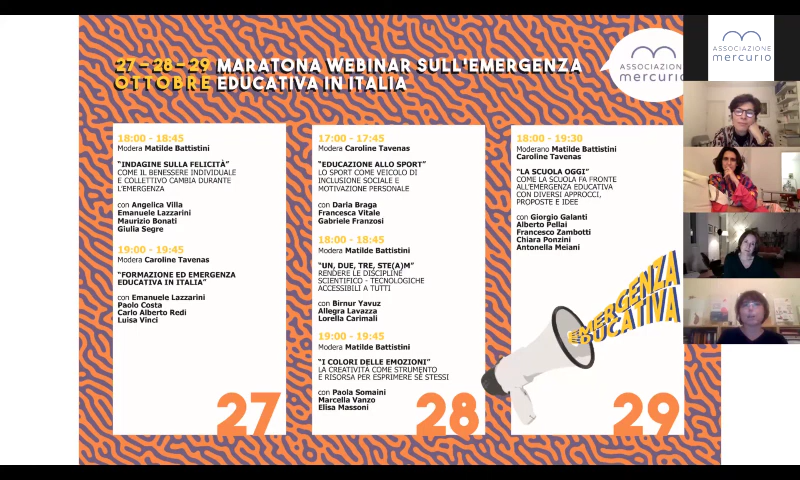 27-28-29 MARATONA WEBINAR SULL'EMERGENZA
OTTOBRE EDUCATIVA IN ITALIA
ASSOCIAZIONE
mercurio
ASSOCIAZIONE
mercurio
18:00 - 18:45
Modera Matilde Battistini
"INDAGINE SULLA FELICITÀ"
COME IL BENESSERE INDIVIDUALE
E COLLETTIVO CAMBIA DURANTE
L'EMERGENZA
con Angelica Villa
Emanuele Lazzarini
Maurizio Bonati
Giulia Segre
19:00 - 19:45
Modera Caroline Tavenas
"FORMAZIONE ED EMERGENZA
EDUCATIVA IN ITALIA"
con Emanuele Lazzarini
Paolo Costa
Carlo Alberto Redi
Luisa Vinci
27
17:00 - 17:45
Modera Caroline Tavenas
"EDUCAZIONE ALLO SPORT"
LO SPORT COME VEICOLO DI
INCLUSIONE SOCIALE E
MOTIVAZIONE PERSONALE
con Daria Braga
Francesca Vitale
Gabriele Franzosi
18:00 - 18:45
Modera Matilde Battistini
"UN, DUE, TRE, STE(A)M"
RENDERE LE DISCIPLINE
SCIENTIFICO - TECNOLOGICHE
ACCESSIBILI A TUTTI
con Birnur Yavuz
Allegra Lavazza
Lorella Carimali
19:00 - 19:45
Modera Matilde Battistini
"I COLORI DELLE EMOZIONI"
LA CREATIVITÀ COME STRUMENTO
E RISORSA PER ESPRIMERE SÈ STESSI
con Paola Somaini
Marcella Vanzo
Elisa Massoni
28
18:00 - 19:30
Moderano Matilde Battistini
Caroline Tavenas
"LA SCUOLA OGGI"
COME LA SCUOLA FA FRONTE
ALL'EMERGENZA EDUCATIVA
CON DIVERSI APPROCCI,
PROPOSTE E IDEE
con Giorgio Galanti
Alberto Pellai
Francesco Zambotti
Chiara Ponzini
Antonella Meiani
EMERGENZA
EDUCATIVA
29